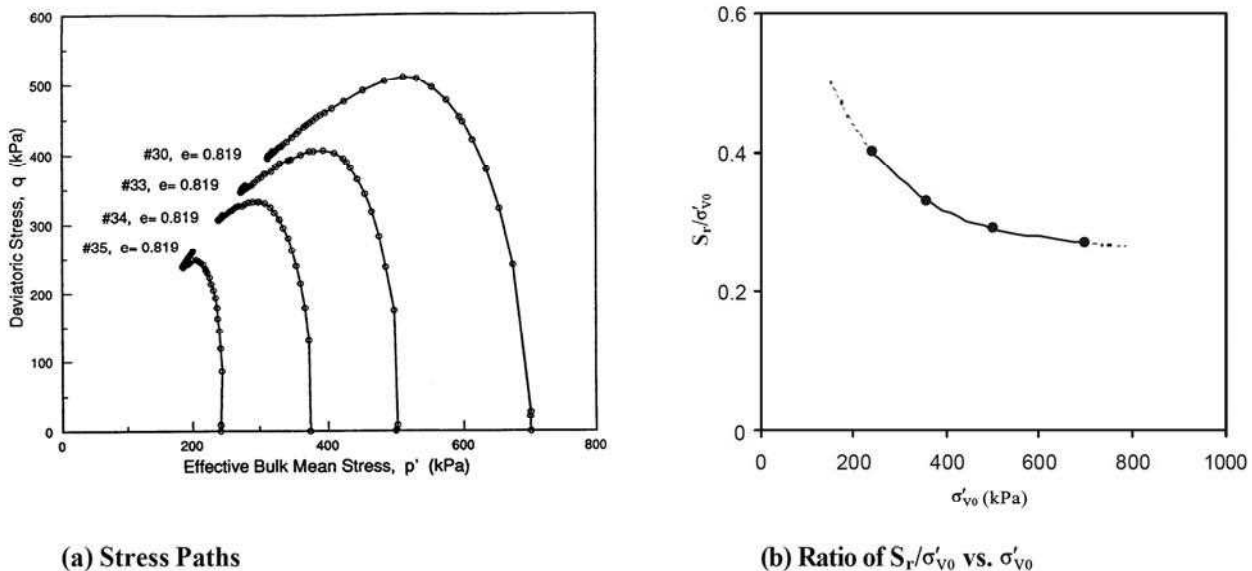 600
500
400
300
200
100
0
Deviatoric Stress, q (kPa)
#30, e= 0.819
#33, e= 0.819
#34, e= 0.819
#35, e= 0.819
0 200 400 600 800
Effective Bulk Mean Stress, p' (kPa)
(a) Stress Paths
0.6
0.4
0.2
0
Sr/σ′v0
0 200 400 600 800 1000
σ′v0 (kPa)
(b) Ratio of Sr/σ′v0 vs. σ′v0